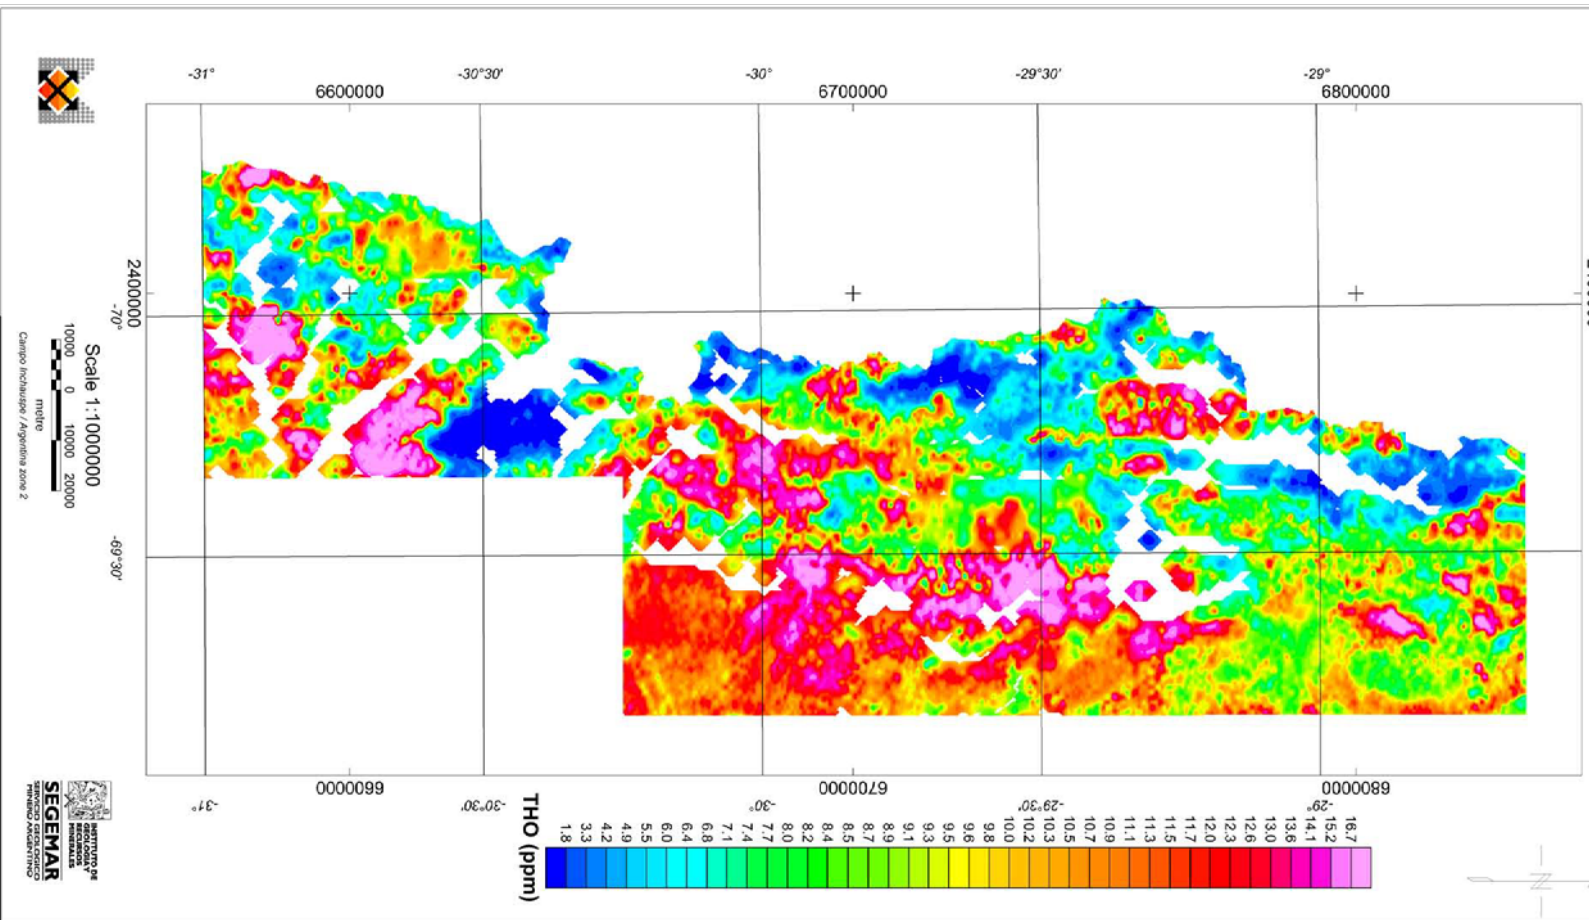 -31°
-30°30'
-30°
-29°30'
-29°
6600000
6700000
6800000
2400000
-70°
-69°30'
Scale 1:1000000
10000 0 10000 20000
metre
Campo Inchauspe / Argentina zone 2
6600000
6700000
6800000
-31°
-30°30'
-30°
-29°30'
-29°
THO (ppm)
1.8 3.3 4.2 4.9 5.5 6.0 6.4 6.8 7.1 7.4 7.7 8.0 8.2 8.4 8.5 8.7 8.9 9.1 9.3 9.5 9.6 9.8 10.0 10.2 10.3 10.5 10.7 10.9 11.1 11.3 11.5 11.7 12.0 12.3 12.6 13.0 13.6 14.1 15.2 16.7
INSTITUTO DE
GEOLOGIA Y
RECURSOS
MINERALES
SEGEMAR
SERVICIO GEOLOGICO
MINERO ARGENTINO
N